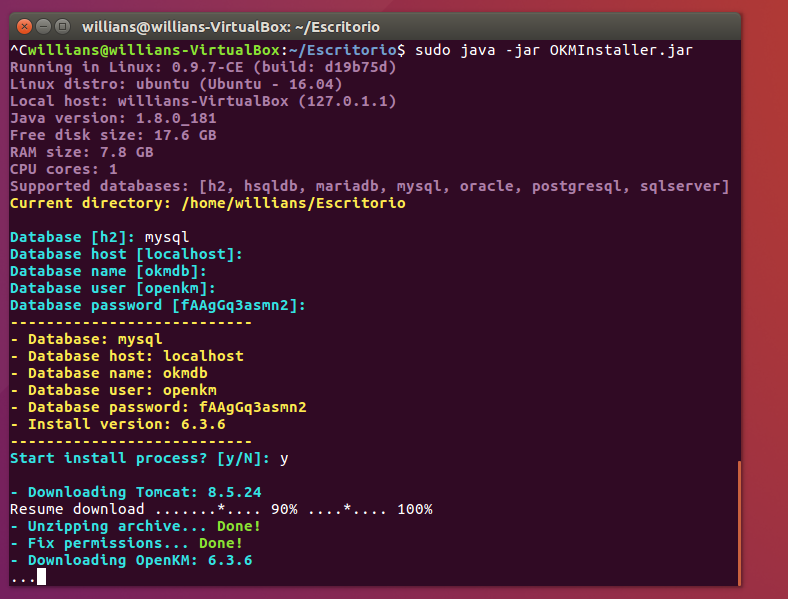 willians@willians-VirtualBox: ~/Escritorio
^Cwillians@willians-VirtualBox:~/Escritorio$ sudo java -jar OKMInstaller.jar
Running in Linux: 0.9.7-CE (build: d19b75d)
Linux distro: ubuntu (Ubuntu - 16.04)
Local host: willians-VirtualBox (127.0.1.1)
Java version: 1.8.0_181
Free disk size: 17.6 GB
RAM size: 7.8 GB
CPU cores: 1
Supported databases: [h2, hsqldb, mariadb, mysql, oracle, postgresql, sqlserver]
Current directory: /home/willians/Escritorio
Database [h2]: mysql
Database host [localhost]:
Database name [okmdb]:
Database user [openkm]:
Database password [fAAgGq3asmn2]:
---------------------------
- Database: mysql
- Database host: localhost
- Database name: okmdb
- Database user: openkm
- Database password: fAAgGq3asmn2
- Install version: 6.3.6
---------------------------
Start install process? [y/N]: y
- Downloading Tomcat: 8.5.24
Resume download .......*.... 90% ....*.... 100%
- Unzipping archive... Done!
- Fix permissions... Done!
- Downloading OpenKM: 6.3.6
...